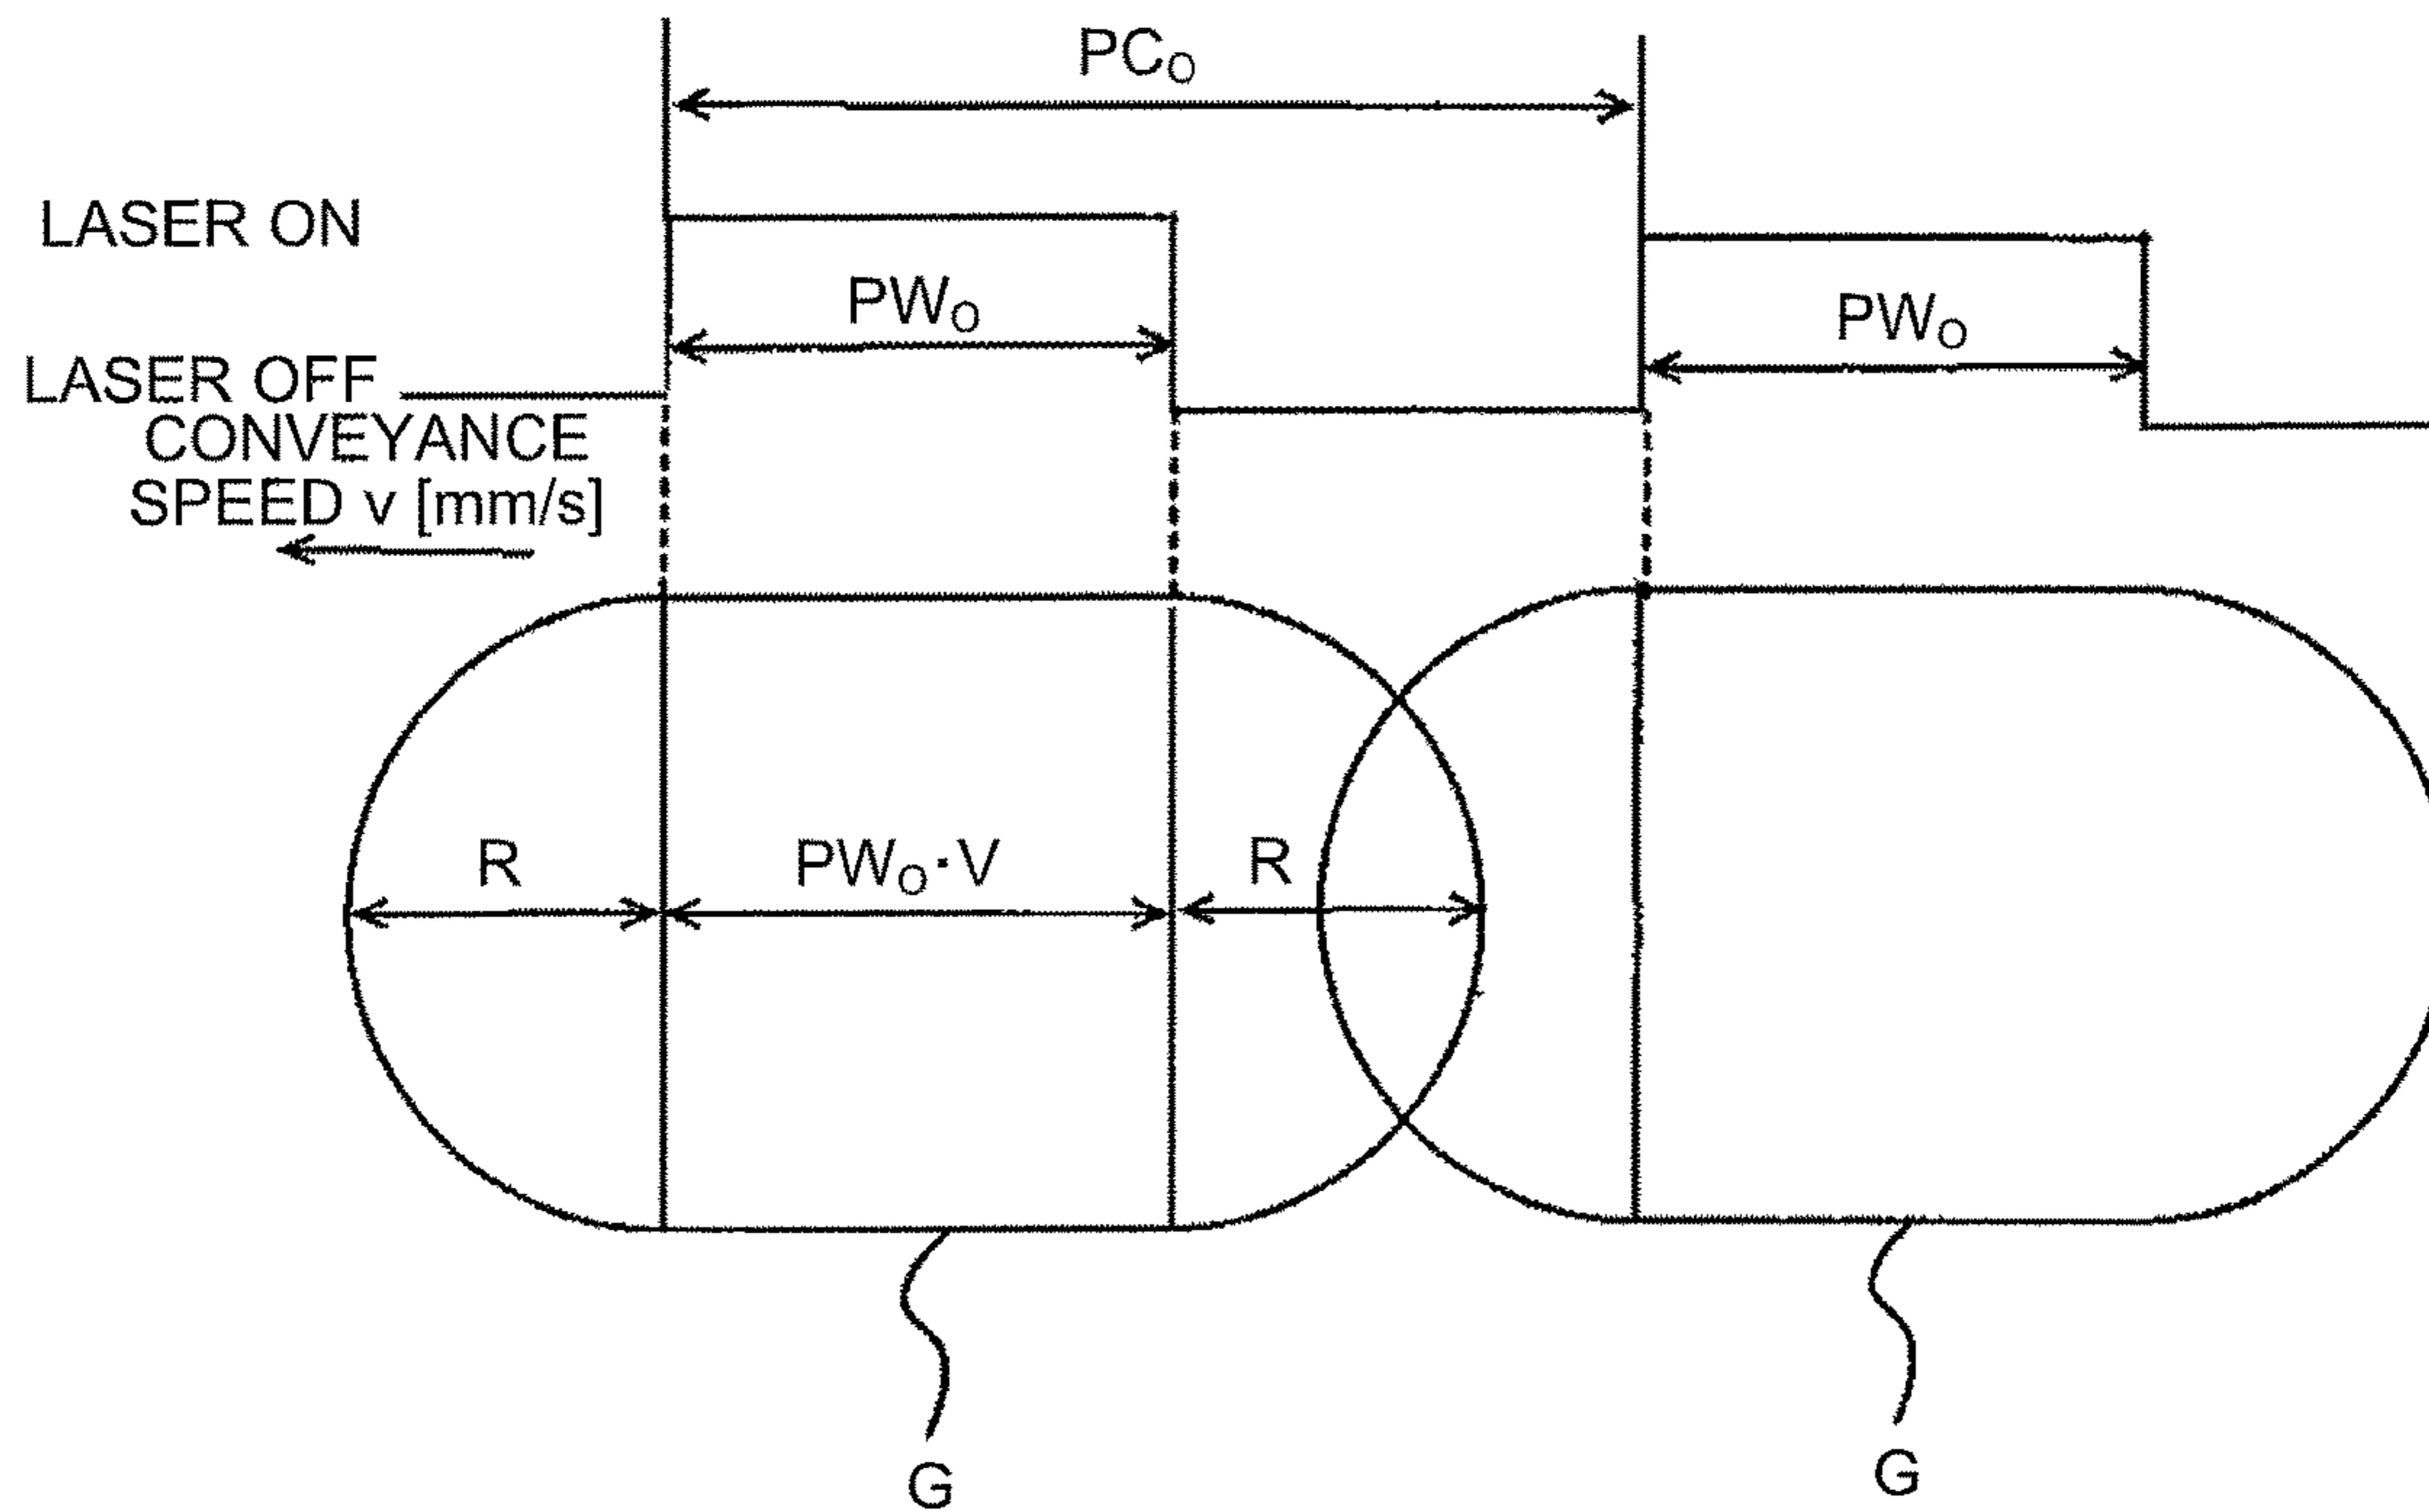 PCO
LASER ON
PWO
PWO
LASER OFF
CONVEYANCE
SPEED v [mm/s]
R
PWO·V
R
G
G